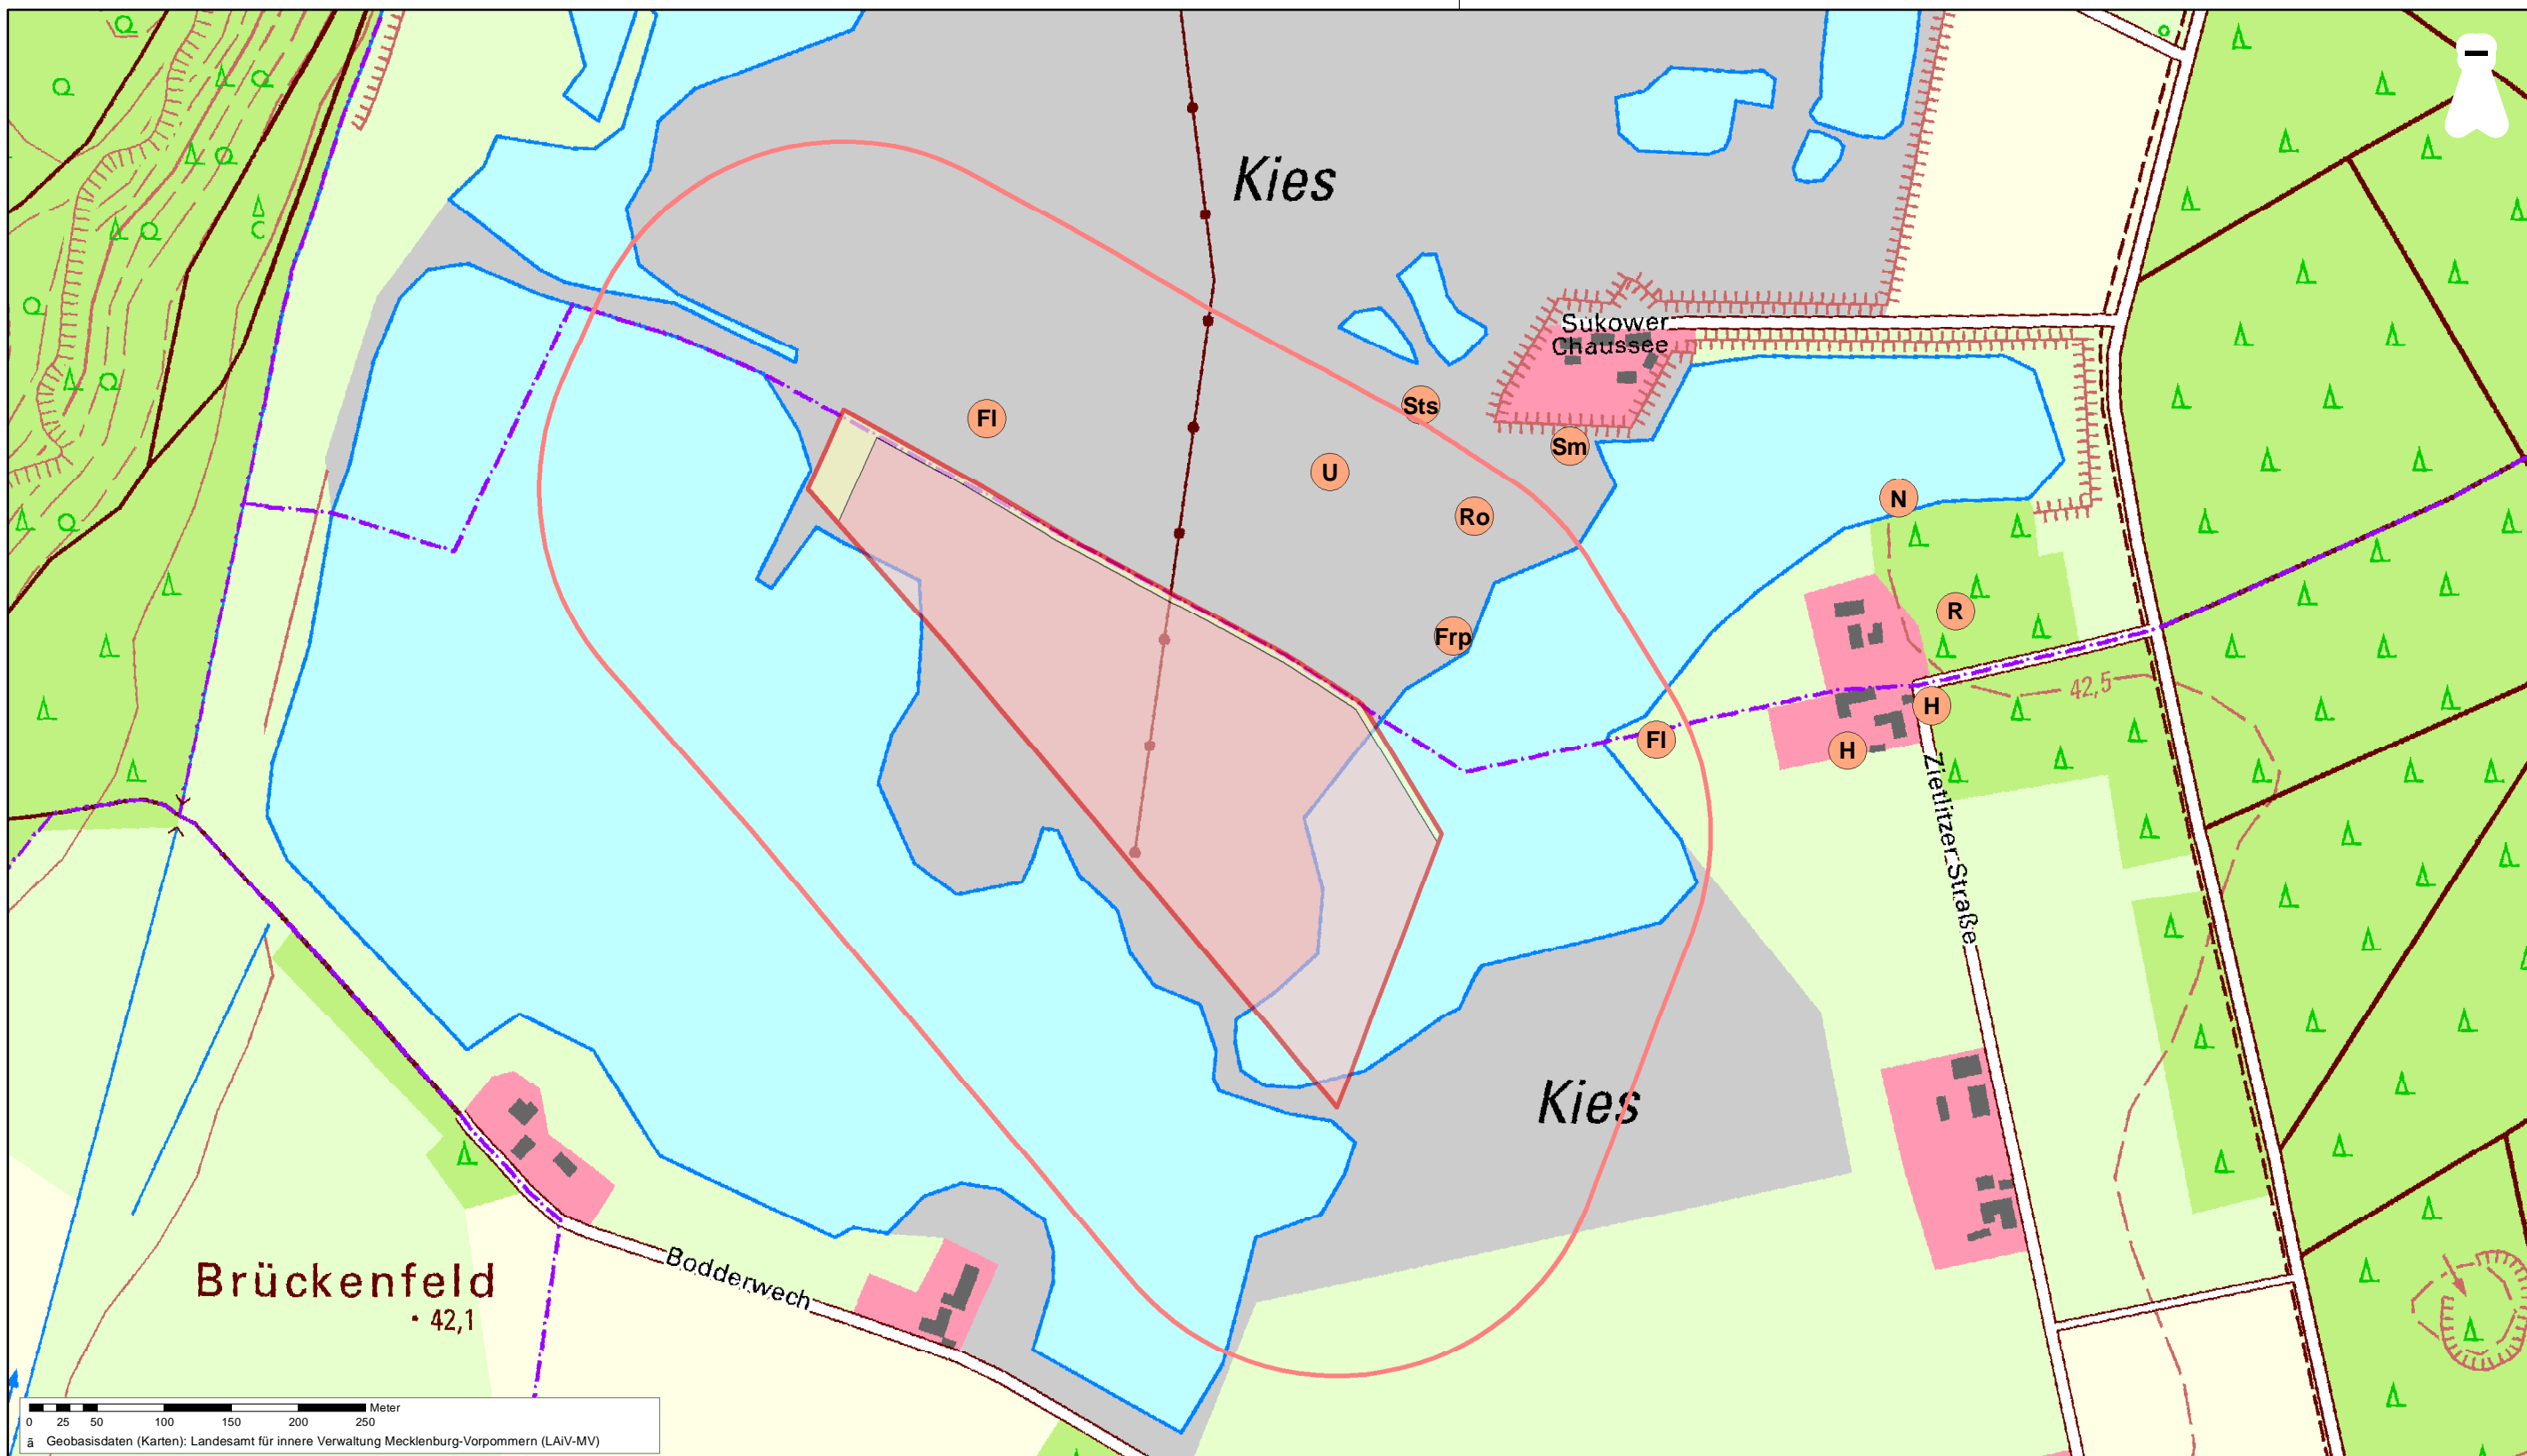 Kies
Sukower
Chaussee
Fl
Sts
Sm
U
N
Ro
R
Frp
42,5
H
Fl
H
Zietlitzer Straße
Kies
Bodderwech
Brückenfeld
42,1
Meter
0 25 50 100 150 200 250
ā Geobasisdaten (Karten): Landesamt für innere Verwaltung Mecklenburg-Vorpommern (LAiV-MV)